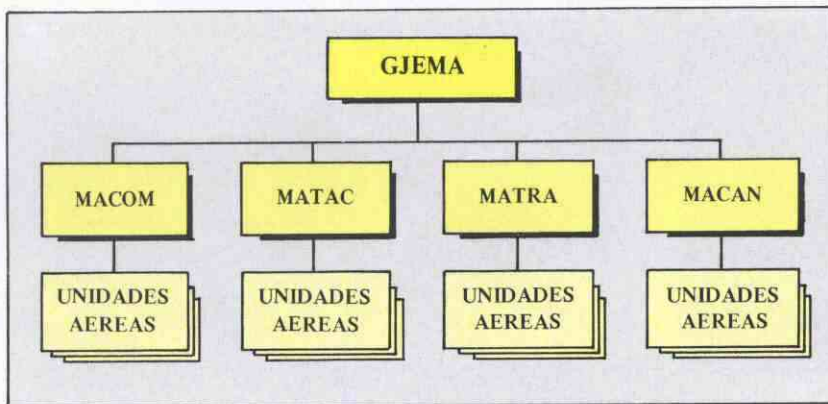 GJEMA
MACOM
MATAC
MATRA
MACAN
UNIDADES
AEREAS
UNIDADES
AEREAS
UNIDADES
AEREAS
UNIDADES
AEREAS